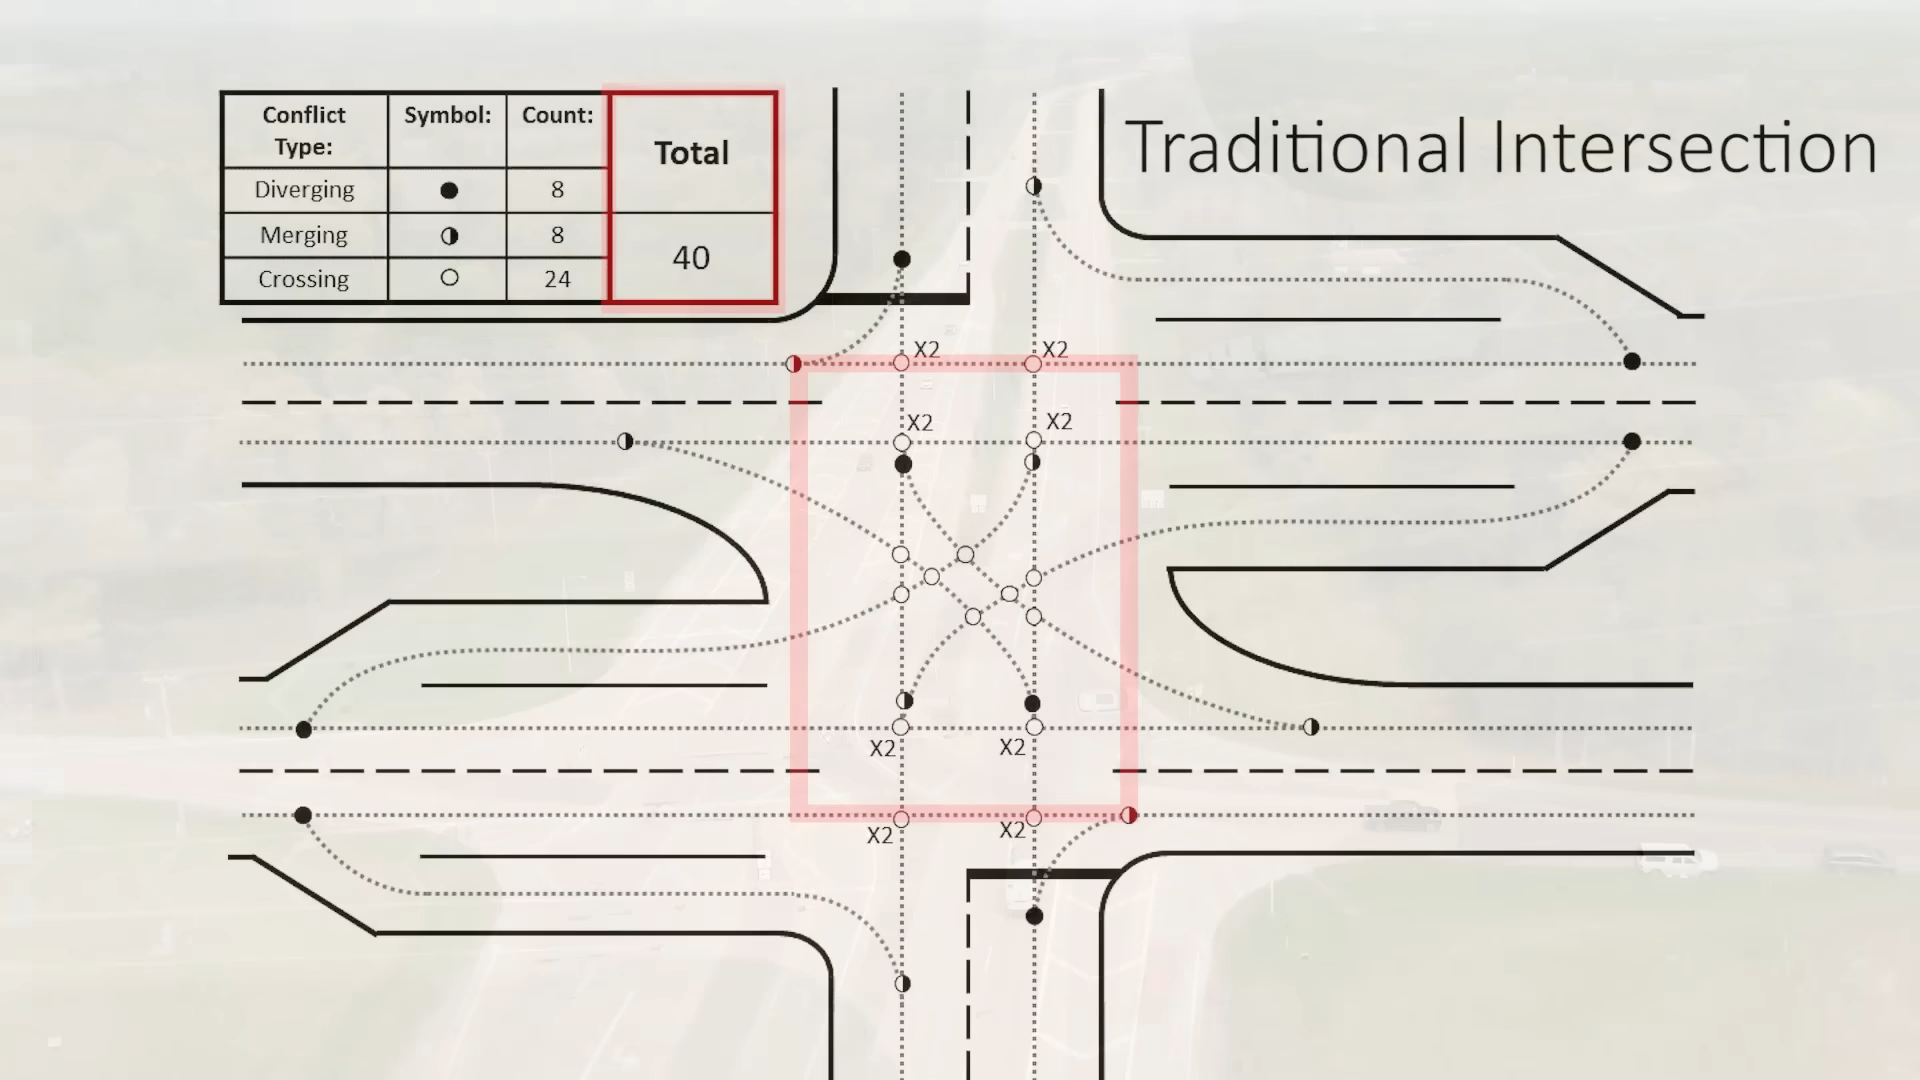 Traditional Intersection
Conflict Type: Symbol: Count: Total
Diverging 8
Merging 8
Crossing 24
40
X2 X2
X2 X2
X2 X2
X2 X2